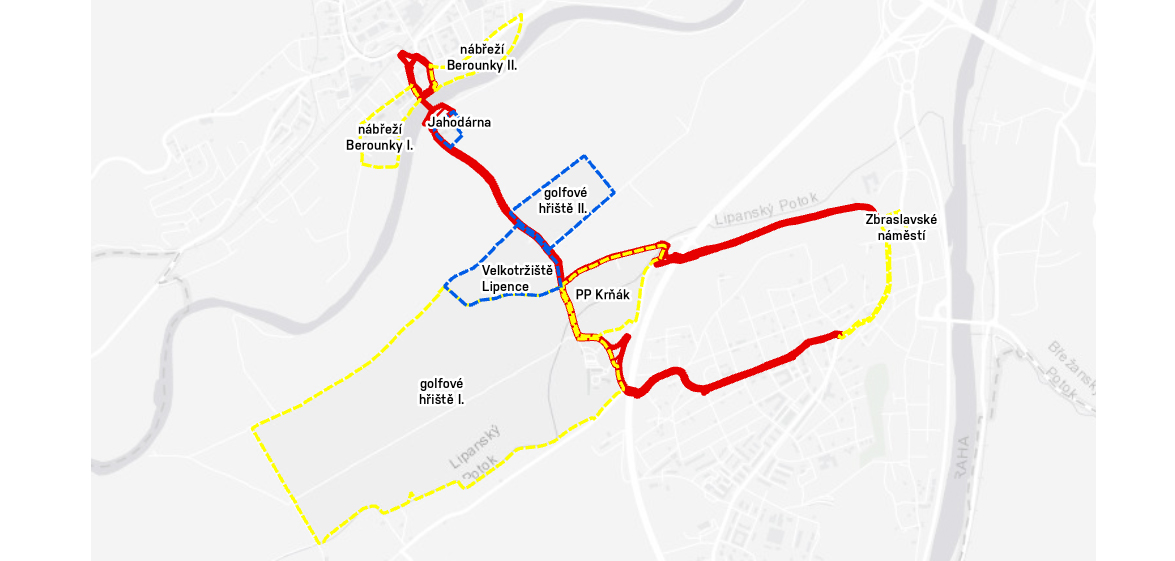 nábřeží
Berounky II.
Jahodárna
nábřeží
Berounky I.
golfové
hřiště II.
Lipanský Potok
Zbraslavské
náměstí
Velkotržiště
Lipence
PP Krňák
golfové
hřiště I.
Břežanský
Potok
Lipanský
Potok
RAHA